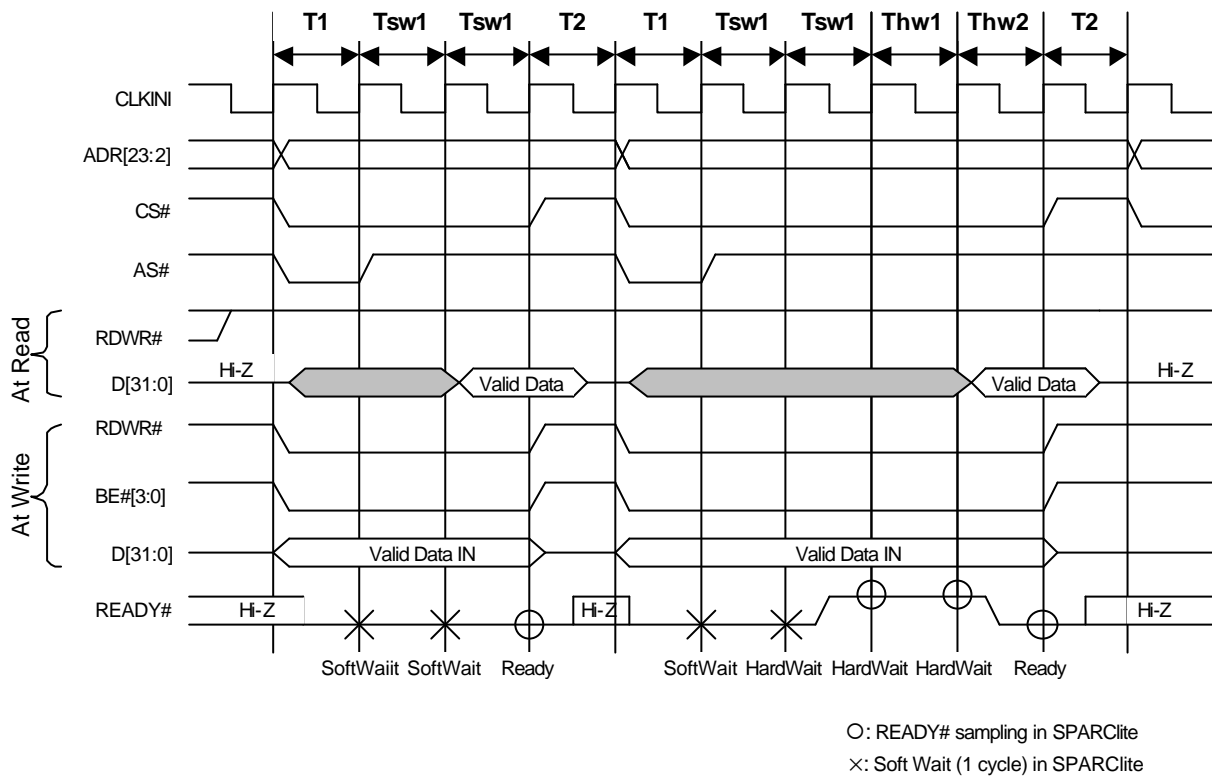 T1 Tsw1 Tsw1 T2 T1 Tsw1 Tsw1 Thw1 Thw2 T2
CLKINI
ADR[23:2]
CS#
AS#
At Read
RDWR#
Hi-Z Hi-Z
D[31:0] Valid Data Valid Data
At Write
RDWR#
BE#[3:0]
D[31:0] Valid Data IN Valid Data IN
READY# Hi-Z Hi-Z Hi-Z
SoftWaiit SoftWait Ready SoftWait HardWait HardWait HardWait Ready
O: READY# sampling in SPARClite
×: Soft Wait (1 cycle) in SPARClite